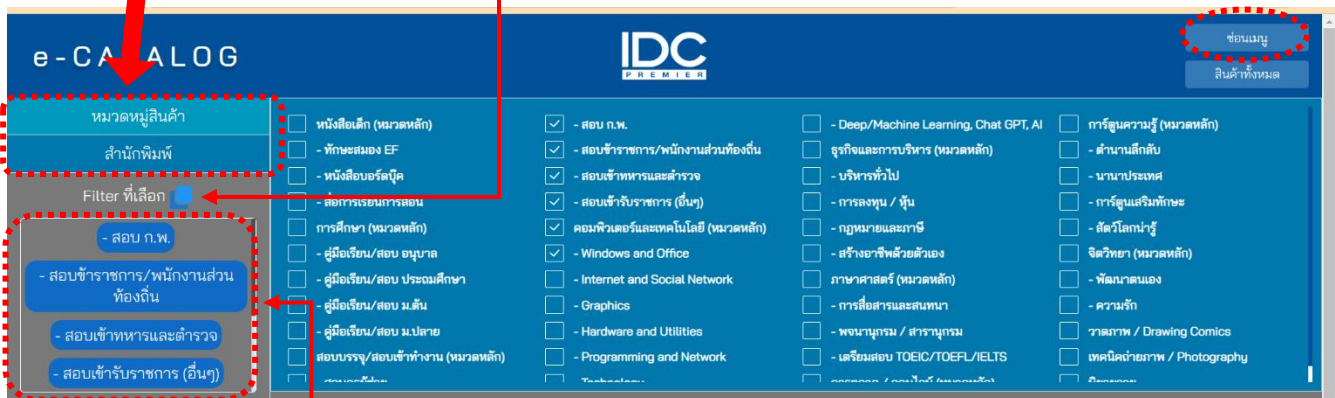 e-CATALOG
IDC
PREMIER
ซ่อนเมนู
สินค้าทั้งหมด
หมวดหมู่สินค้า
สำนักพิมพ์
Filter ที่เลือก
- สอบ ก.พ.
- สอบข้าราชการ/พนักงานส่วน
ท้องถิ่น
- สอบเข้าทหารและตำรวจ
- สอบเข้ารับราชการ (อื่นๆ)
หนังสือเด็ก (หมวดหลัก)
- ทักษะสมอง EF
- หนังสือบอร์ดบุ๊ค
- สื่อการเรียนการสอน
การศึกษา (หมวดหลัก)
- คู่มือเรียน/สอบ อนุบาล
- คู่มือเรียน/สอบ ประถมศึกษา
- คู่มือเรียน/สอบ ม.ต้น
- คู่มือเรียน/สอบ ม.ปลาย
สอบบรรจุ/สอบเข้าทำงาน (หมวดหลัก)
- สอบ ก.พ.
- สอบข้าราชการ/พนักงานส่วนท้องถิ่น
- สอบเข้าทหารและตำรวจ
- สอบเข้ารับราชการ (อื่นๆ)
คอมพิวเตอร์และเทคโนโลยี (หมวดหลัก)
- Windows and Office
- Internet and Social Network
- Graphics
- Hardware and Utilities
- Programming and Network
- Technology
- Deep/Machine Learning, Chat GPT, AI
ธุรกิจและการบริหาร (หมวดหลัก)
- บริหารทั่วไป
- การลงทุน / หุ้น
- กฎหมายและภาษี
- สร้างอาชีพด้วยตัวเอง
ภาษาศาสตร์ (หมวดหลัก)
- การสื่อสารและสนทนา
- พจนานุกรม / สารานุกรม
- เตรียมสอบ TOEIC/TOEFL/IELTS
การ์ตูนความรู้ (หมวดหลัก)
- ตำนานลึกลับ
- นานาประเทศ
- การ์ตูนเสริมทักษะ
- สัตว์โลกน่ารู้
จิตวิทยา (หมวดหลัก)
- พัฒนาตนเอง
- ความรัก
วาดภาพ / Drawing Comics
เทคนิคถ่ายภาพ / Photography